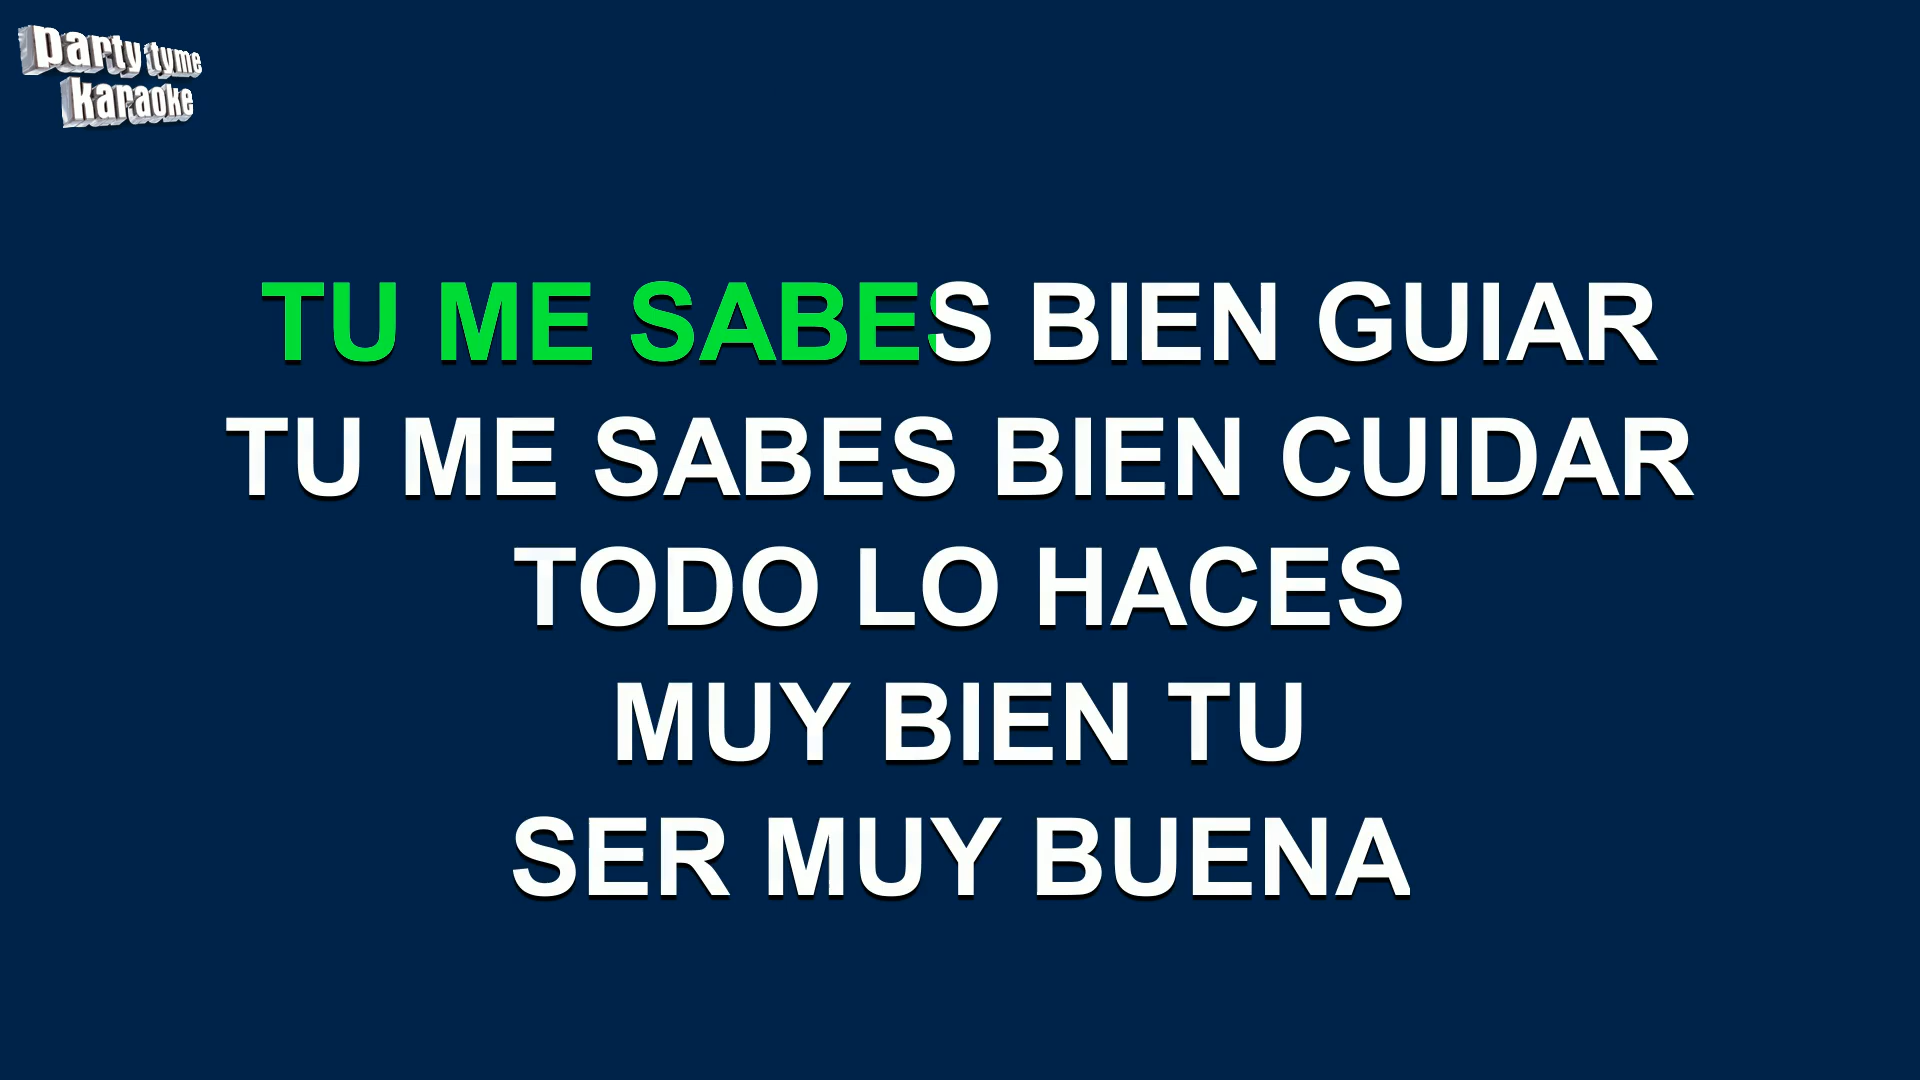 party tyme
karaoke
TU ME SABES BIEN GUIAR
TU ME SABES BIEN CUIDAR
TODO LO HACES
MUY BIEN TU
SER MUY BUENA